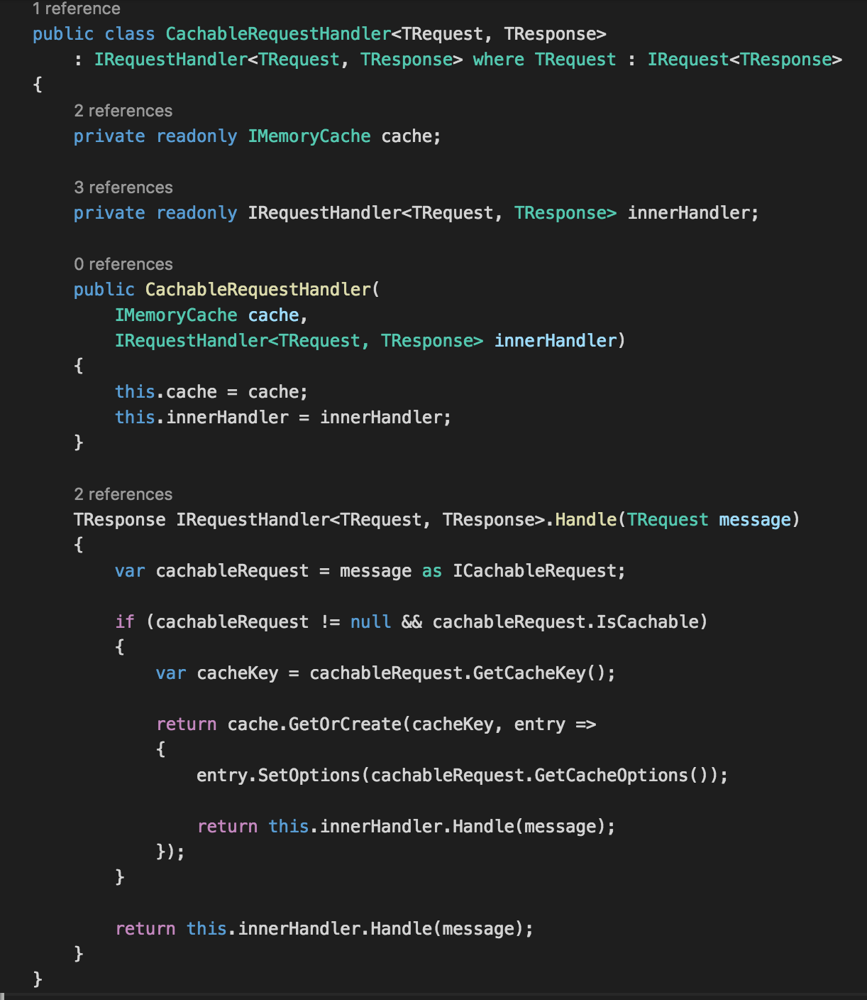 1 reference
public class CachableRequestHandler<TRequest, TResponse>
    : IRequestHandler<TRequest, TResponse> where TRequest : IRequest<TResponse>
{
    2 references
    private readonly IMemoryCache cache;

    3 references
    private readonly IRequestHandler<TRequest, TResponse> innerHandler;

    0 references
    public CachableRequestHandler(
        IMemoryCache cache,
        IRequestHandler<TRequest, TResponse> innerHandler)
    {
        this.cache = cache;
        this.innerHandler = innerHandler;
    }

    2 references
    TResponse IRequestHandler<TRequest, TResponse>.Handle(TRequest message)
    {
        var cachableRequest = message as ICachableRequest;

        if (cachableRequest != null && cachableRequest.IsCachable)
        {
            var cacheKey = cachableRequest.GetCacheKey();

            return cache.GetOrCreate(cacheKey, entry =>
            {
                entry.SetOptions(cachableRequest.GetCacheOptions());

                return this.innerHandler.Handle(message);
            });
        }

        return this.innerHandler.Handle(message);
    }
}